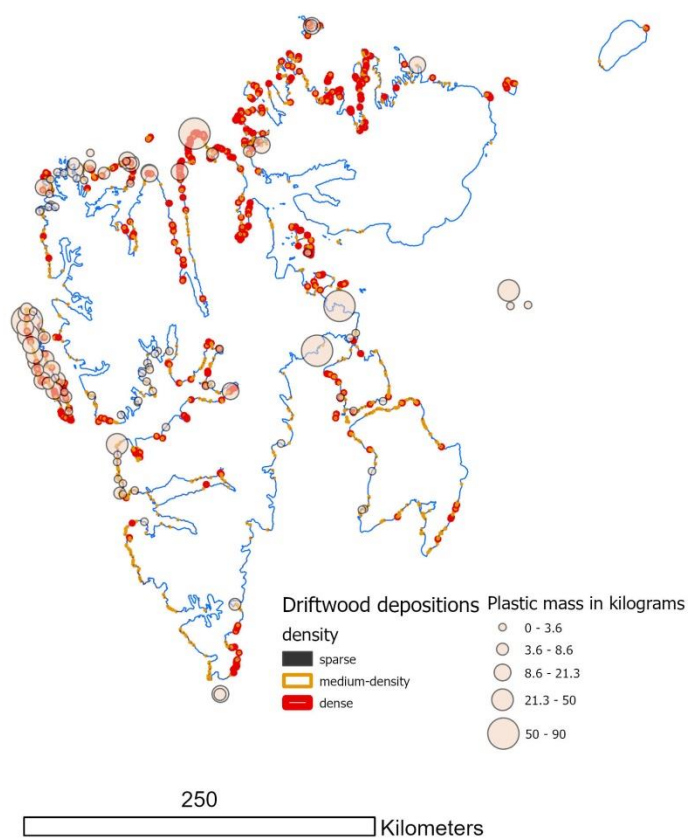 Driftwood depositions
density
sparse
medium-density
dense
Plastic mass in kilograms
0 - 3.6
3.6 - 8.6
8.6 - 21.3
21.3 - 50
50 - 90
250
Kilometers